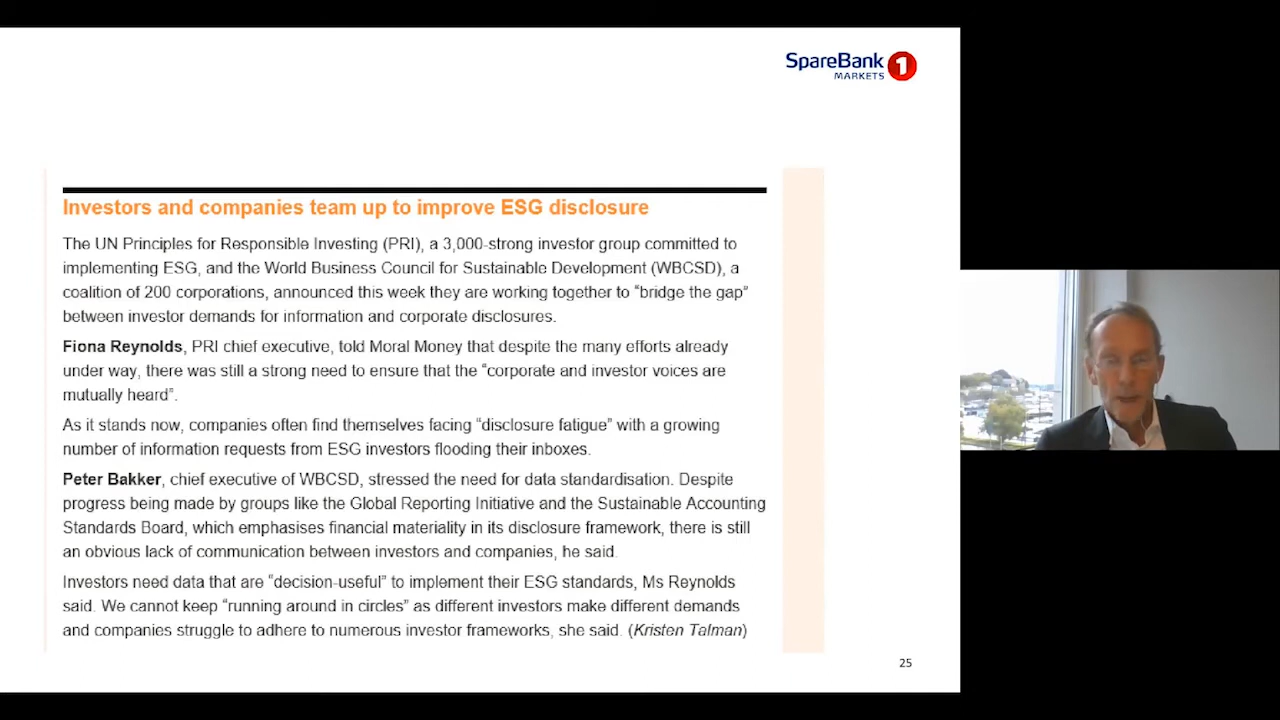 SpareBank 1
MARKETS
Investors and companies team up to improve ESG disclosure
The UN Principles for Responsible Investing (PRI), a 3,000-strong investor group committed to
implementing ESG, and the World Business Council for Sustainable Development (WBCSD), a
coalition of 200 corporations, announced this week they are working together to “bridge the gap”
between investor demands for information and corporate disclosures.
Fiona Reynolds, PRI chief executive, told Moral Money that despite the many efforts already
under way, there was still a strong need to ensure that the “corporate and investor voices are
mutually heard”.
As it stands now, companies often find themselves facing “disclosure fatigue” with a growing
number of information requests from ESG investors flooding their inboxes.
Peter Bakker, chief executive of WBCSD, stressed the need for data standardisation. Despite
progress being made by groups like the Global Reporting Initiative and the Sustainable Accounting
Standards Board, which emphasises financial materiality in its disclosure framework, there is still
an obvious lack of communication between investors and companies, he said.
Investors need data that are “decision-useful” to implement their ESG standards, Ms Reynolds
said. We cannot keep “running around in circles” as different investors make different demands
and companies struggle to adhere to numerous investor frameworks, she said. (Kristen Talman)
25